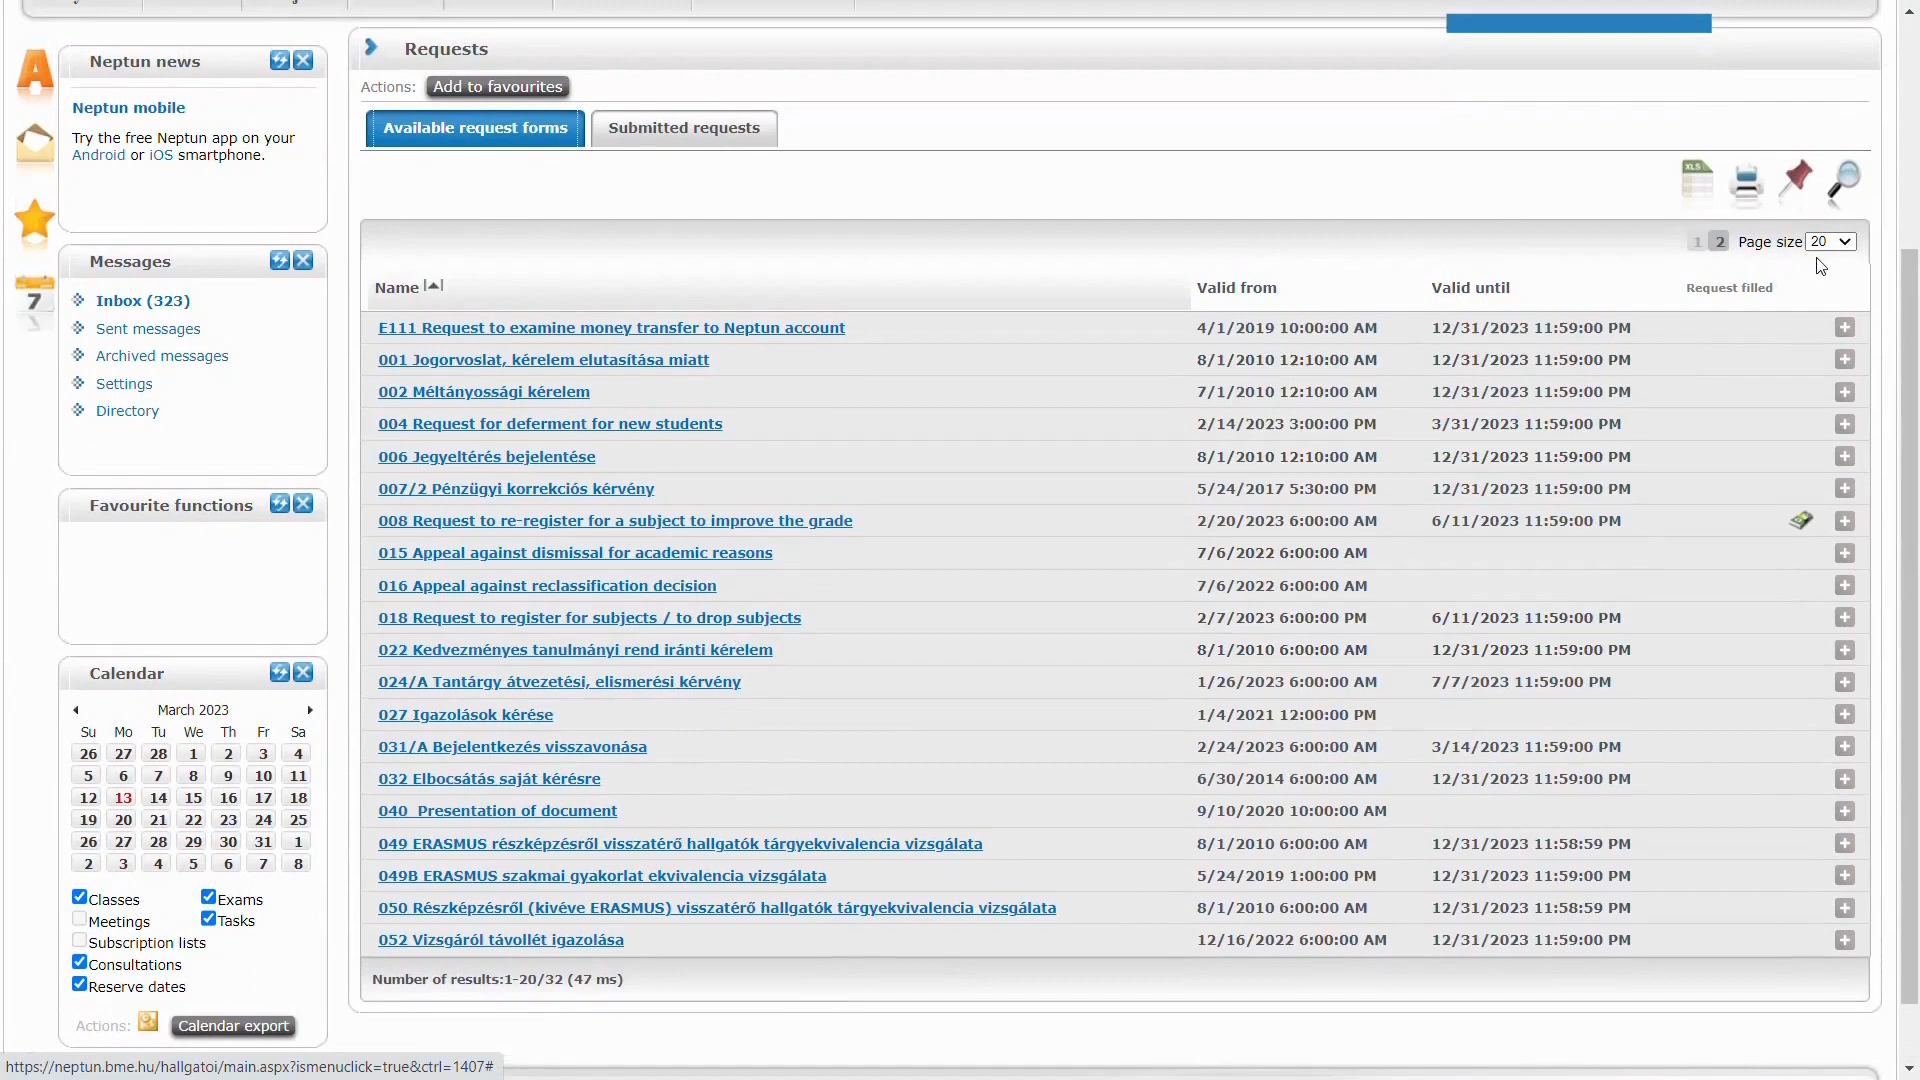 Neptun news
Neptun mobile
Try the free Neptun app on your
Android or iOS smartphone.
Messages
Inbox (323)
Sent messages
Archived messages
Settings
Directory
Favourite functions
Calendar
March 2023
Su Mo Tu We Th Fr Sa
26 27 28 1 2 3 4
5 6 7 8 9 10 11
12 13 14 15 16 17 18
19 20 21 22 23 24 25
26 27 28 29 30 31 1
2 3 4 5 6 7 8
Classes Exams
Meetings Tasks
Subscription lists
Consultations
Reserve dates
Actions: Calendar export
A
7
Requests
Actions: Add to favourites
Available request forms Submitted requests
XLS
1 2 Page size 20
Name Valid from Valid until Request filled
E111 Request to examine money transfer to Neptun account 4/1/2019 10:00:00 AM 12/31/2023 11:59:00 PM
001 Jogorvoslat, kérelem elutasítása miatt 8/1/2010 12:10:00 AM 12/31/2023 11:59:00 PM
002 Méltányossági kérelem 7/1/2010 12:10:00 AM 12/31/2023 11:59:00 PM
004 Request for deferment for new students 2/14/2023 3:00:00 PM 3/31/2023 11:59:00 PM
006 Jegyeltérés bejelentése 8/1/2010 12:10:00 AM 12/31/2023 11:59:00 PM
007/2 Pénzügyi korrekciós kérvény 5/24/2017 5:30:00 PM 12/31/2023 11:59:00 PM
008 Request to re-register for a subject to improve the grade 2/20/2023 6:00:00 AM 6/11/2023 11:59:00 PM
015 Appeal against dismissal for academic reasons 7/6/2022 6:00:00 AM
016 Appeal against reclassification decision 7/6/2022 6:00:00 AM
018 Request to register for subjects / to drop subjects 2/7/2023 6:00:00 PM 6/11/2023 11:59:00 PM
022 Kedvezményes tanulmányi rend iránti kérelem 8/1/2010 6:00:00 AM 12/31/2023 11:59:00 PM
024/A Tantárgy átvezetési, elismerési kérvény 1/26/2023 6:00:00 AM 7/7/2023 11:59:00 PM
027 Igazolások kérése 1/4/2021 12:00:00 PM
031/A Bejelentkezés visszavonása 2/24/2023 6:00:00 AM 3/14/2023 11:59:00 PM
032 Elbocsátás saját kérésre 6/30/2014 6:00:00 AM 12/31/2023 11:59:00 PM
040 Presentation of document 9/10/2020 10:00:00 AM
049 ERASMUS részképzésről visszatérő hallgatók tárgyekvivalencia vizsgálata 8/1/2010 6:00:00 AM 12/31/2023 11:58:59 PM
049B ERASMUS szakmai gyakorlat ekvivalencia vizsgálata 5/24/2019 1:00:00 PM 12/31/2023 11:59:00 PM
050 Részképzésről (kivéve ERASMUS) visszatérő hallgatók tárgyekvivalencia vizsgálata 8/1/2010 6:00:00 AM 12/31/2023 11:58:59 PM
052 Vizsgáról távollét igazolása 12/16/2022 6:00:00 AM 12/31/2023 11:59:00 PM
Number of results:1-20/32 (47 ms)
https://neptun.bme.hu/hallgatoi/main.aspx?ismenuclick=true&ctrl=1407#